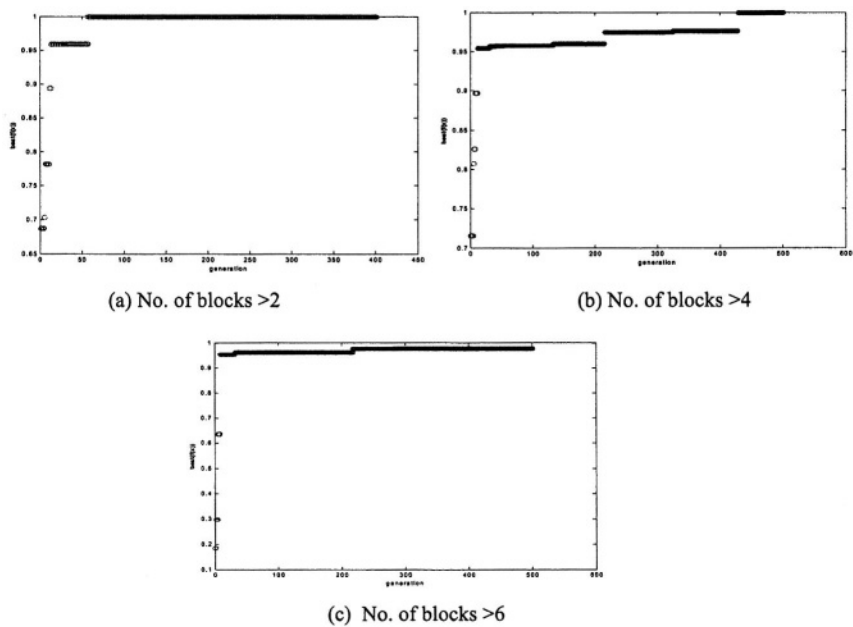 1
0.95
0.9
0.85
0.8
0.75
0.7
0.65
best(f(x))
0 50 100 150 200 250 300 350 400 450
generation
(a) No. of blocks >2
1
0.95
0.9
0.85
0.8
0.75
0.7
best(f(x))
0 100 200 300 400 500 600
generation
(b) No. of blocks >4
1
0.9
0.8
0.7
0.6
0.5
0.4
0.3
0.2
0.1
best(f(x))
0 100 200 300 400 500 600
generation
(c) No. of blocks >6